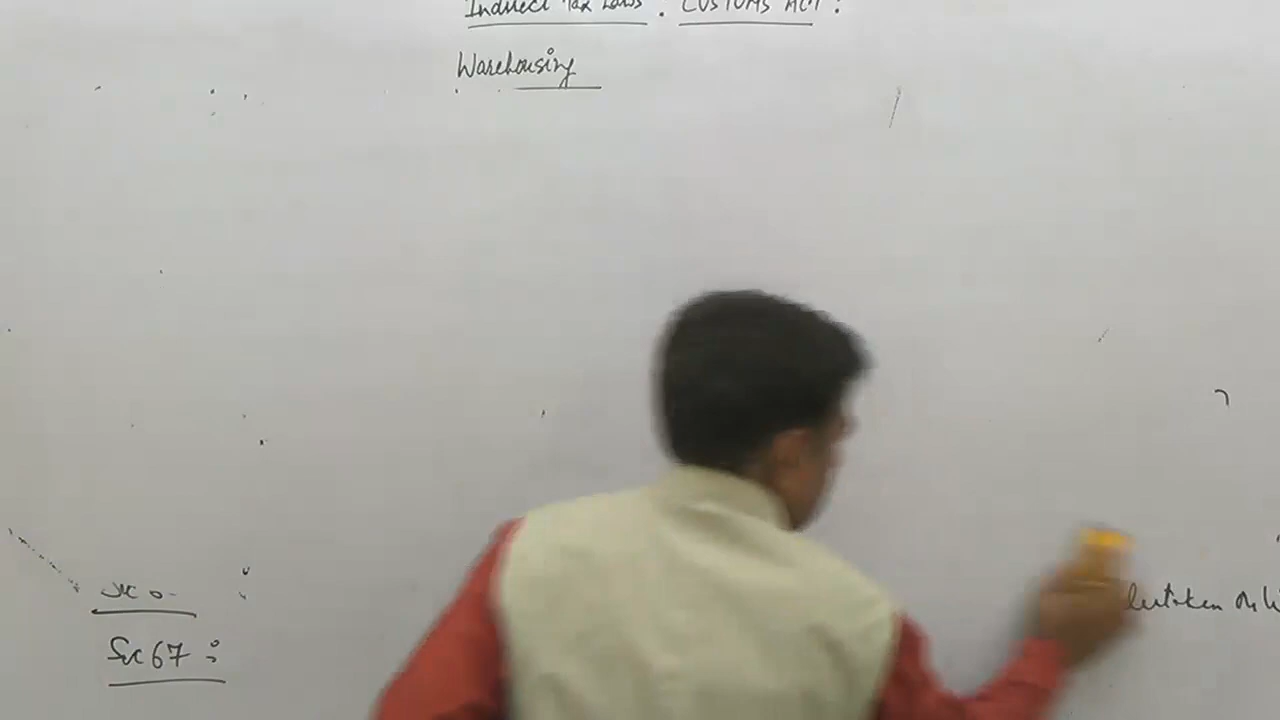 Indirect Tax Laws . CUSTOMS ACT :
Warehousing
Sec 67 :